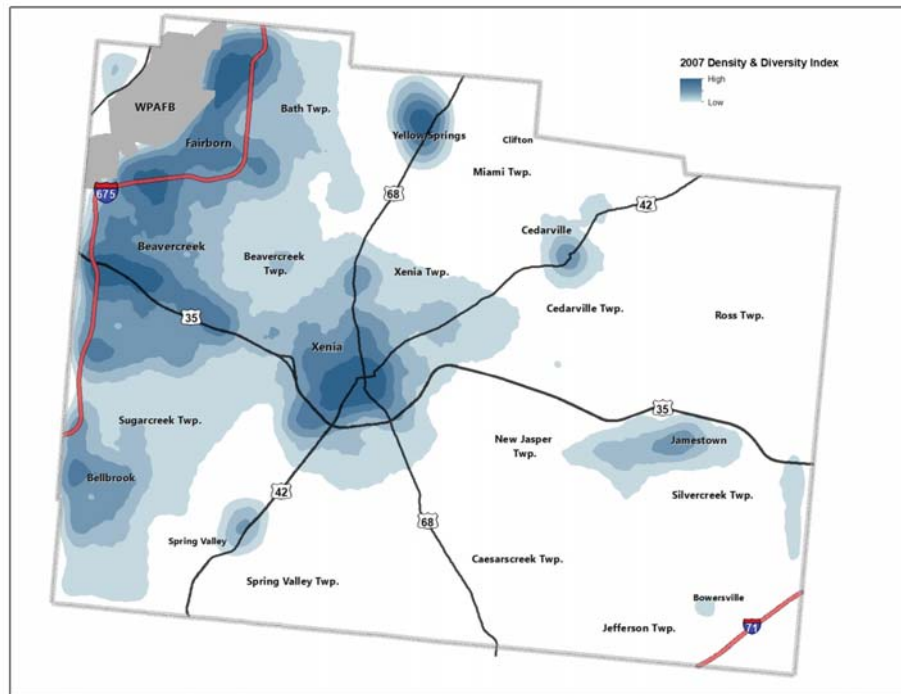 2007 Density & Diversity Index
High
Low
WPAFB
Bath Twp.
Fairborn
Yellow Springs
Clifton
Miami Twp.
675
68
42
Cedarville
Beavercreek
Beavercreek
Twp.
Xenia Twp.
Cedarville Twp.
Ross Twp.
35
Xenia
35
Sugarcreek Twp.
New Jasper
Twp.
Jamestown
Bellbrook
42
Silvercreek Twp.
68
Spring Valley
Caesarscreek Twp.
Spring Valley Twp.
Bowersville
Jefferson Twp.
71